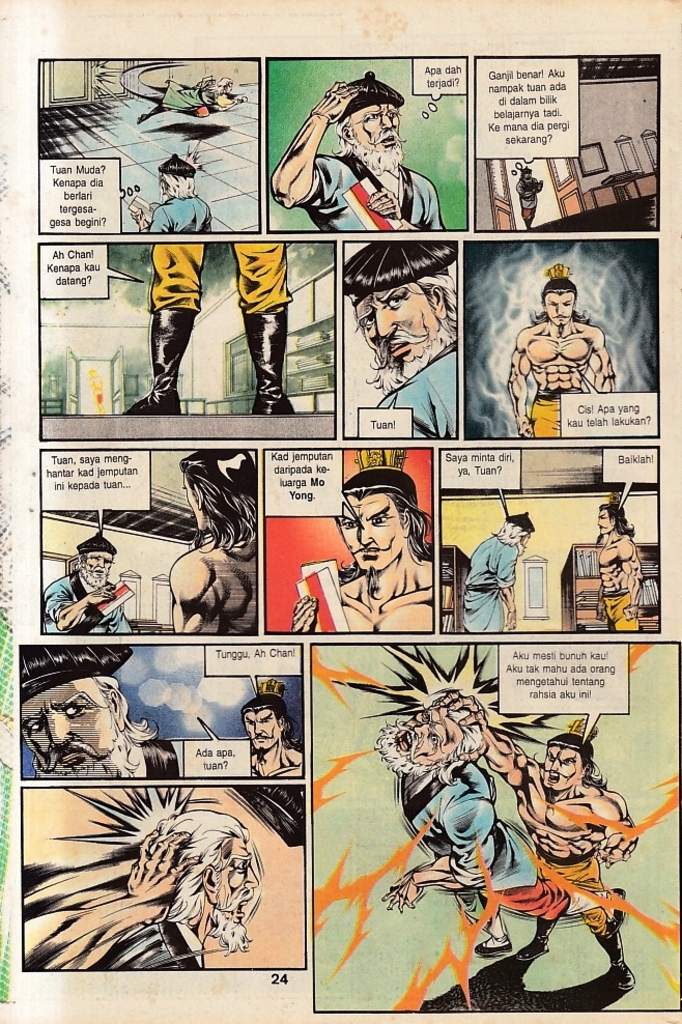 Tuan Muda?
Kenapa dia
berlari
tergesa-
gesa begini?
Apa dah
terjadi?
Ganjil benar! Aku
nampak tuan ada
di dalam bilik
belajarnya tadi.
Ke mana dia pergi
sekarang?
Ah Chan!
Kenapa kau
datang?
Tuan!
Cis! Apa yang
kau telah lakukan?
Tuan, saya meng-
hantar kad jemputan
ini kepada tuan...
Kad jemputan
daripada ke-
luarga Mo
Yong.
Saya minta diri,
ya, Tuan?
Baiklah!
Tunggu, Ah Chan!
Ada apa,
tuan?
Aku mesti bunuh kau!
Aku tak mahu ada orang
mengetahui tentang
rahsia aku ini!
24